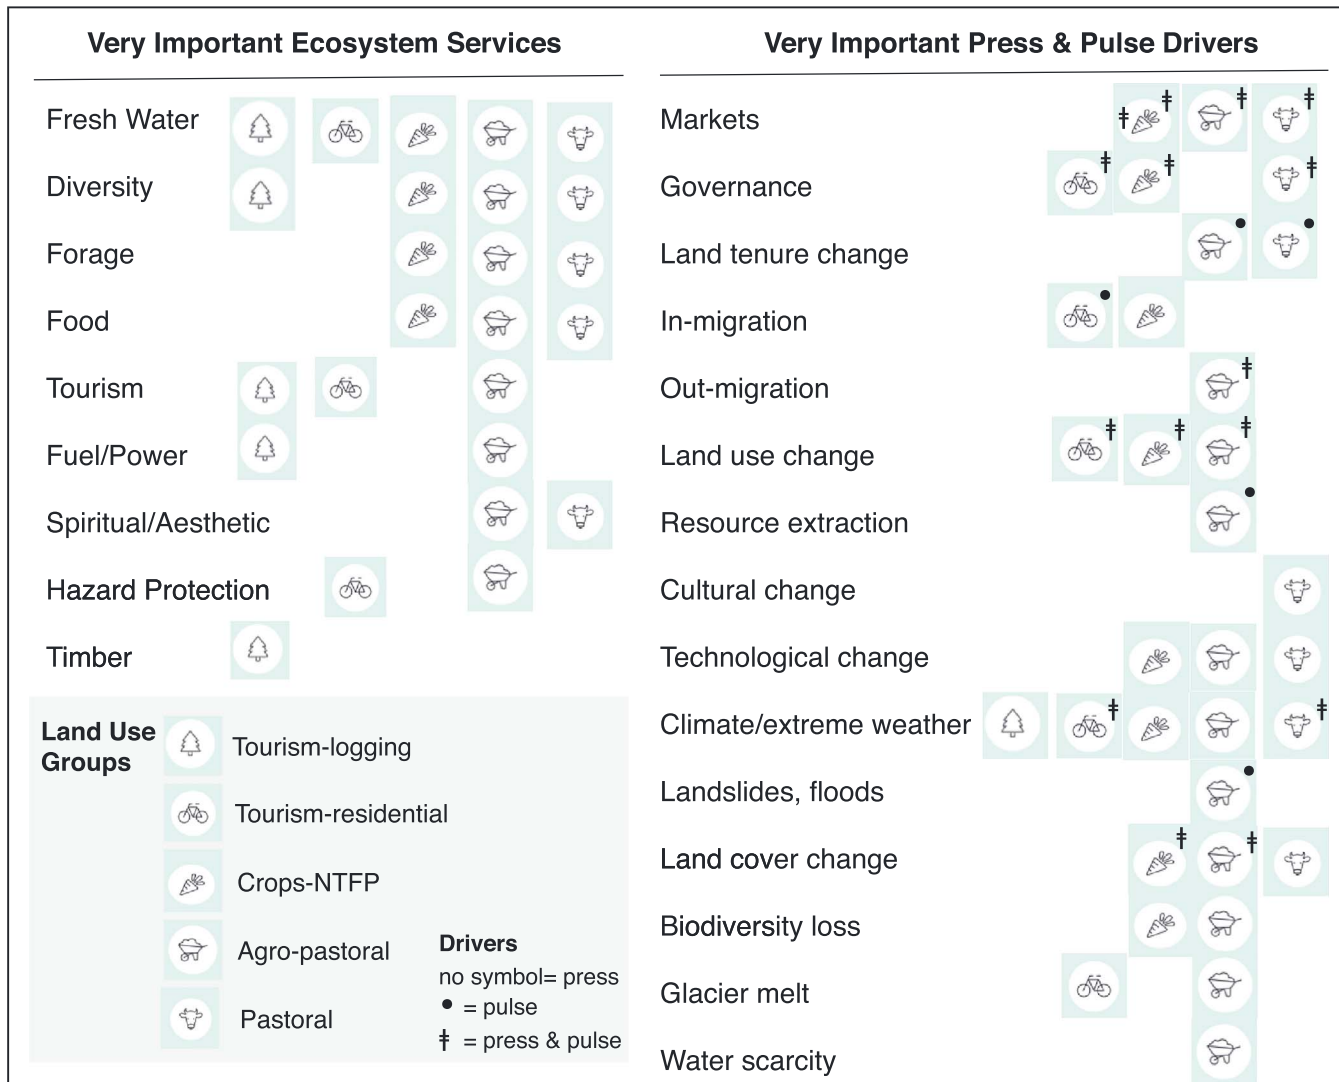 Very Important Ecosystem Services
Fresh Water
Diversity
Forage
Food
Tourism
Fuel/Power
Spiritual/Aesthetic
Hazard Protection
Timber
Land Use
Groups
Tourism-logging
Tourism-residential
Crops-NTFP
Agro-pastoral
Pastoral
Drivers
no symbol= press
• = pulse
‡ = press & pulse
Very Important Press & Pulse Drivers
Markets ‡ ‡ ‡ ‡
Governance ‡ ‡ ‡
Land tenure change • •
In-migration •
Out-migration ‡
Land use change ‡ ‡ ‡
Resource extraction •
Cultural change
Technological change
Climate/extreme weather ‡ ‡
Landslides, floods •
Land cover change ‡ ‡
Biodiversity loss
Glacier melt
Water scarcity